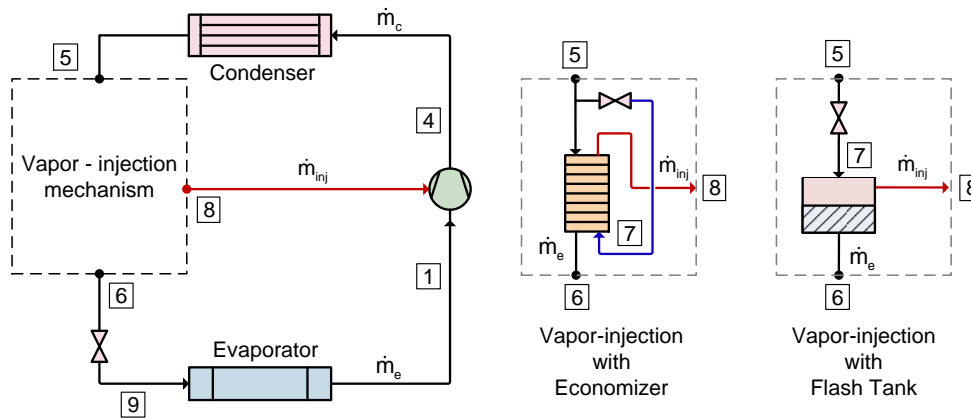 ṁc
5
Condenser
4
Vapor - injection
mechanism
ṁinj
8
6
1
Evaporator
ṁe
9
5
ṁinj
8
7
ṁe
6
Vapor-injection
with
Economizer
5
7
ṁinj
8
ṁe
6
Vapor-injection
with
Flash Tank